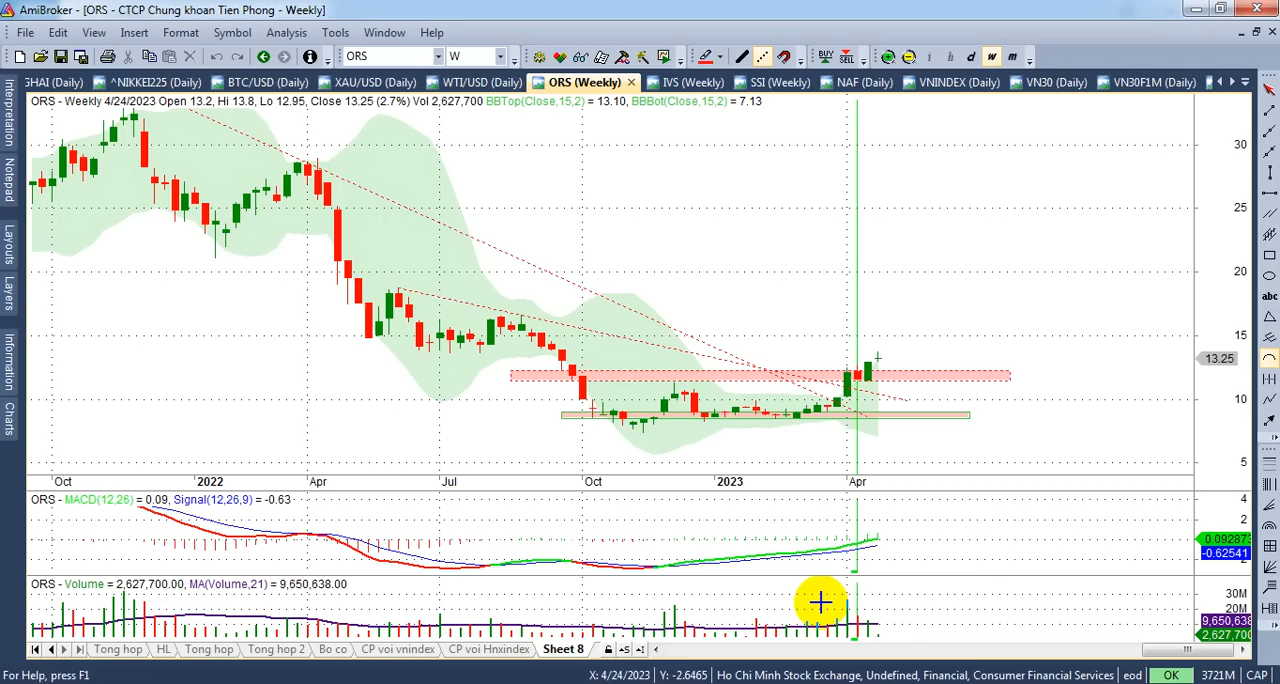 AmiBroker - [ORS - CTCP Chung khoan Tien Phong - Weekly]
File Edit View Insert Format Symbol Analysis Tools Window Help
ORS W BUY SELL i h d w m
GHAI (Daily) ^NIKKEI225 (Daily) BTC/USD (Daily) XAU/USD (Daily) WTI/USD (Daily) ORS (Weekly) IVS (Weekly) SSI (Weekly) NAF (Daily) VNINDEX (Daily) VN30 (Daily) VN30F1M (Daily)
ORS - Weekly 4/24/2023 Open 13.2, Hi 13.8, Lo 12.95, Close 13.25 (2.7%) Vol 2,627,700 BBTop(Close,15,2) = 13.10, BBBot(Close,15,2) = 7.13
Interpretation
Notepad
Layouts
Layers
Information
Charts
30
25
20
15
13.25
10
5
abc
Oct 2022 Apr Jul Oct 2023 Apr
ORS - MACD(12,26) = 0.09, Signal(12,26,9) = -0.63
4
2
0.092873
-0.62541
ORS - Volume = 2,627,700.00, MA(Volume,21) = 9,650,638.00
30M
20M
9,650,638
2,627,700
Tong hop HL Tong hop Tong hop 2 Bo co CP voi vnindex CP voi Hnxindex Sheet 8
For Help, press F1 X: 4/24/2023 Y: -2.6465 Ho Chi Minh Stock Exchange, Undefined, Financial, Consumer Financial Services eod OK 3721M CAP